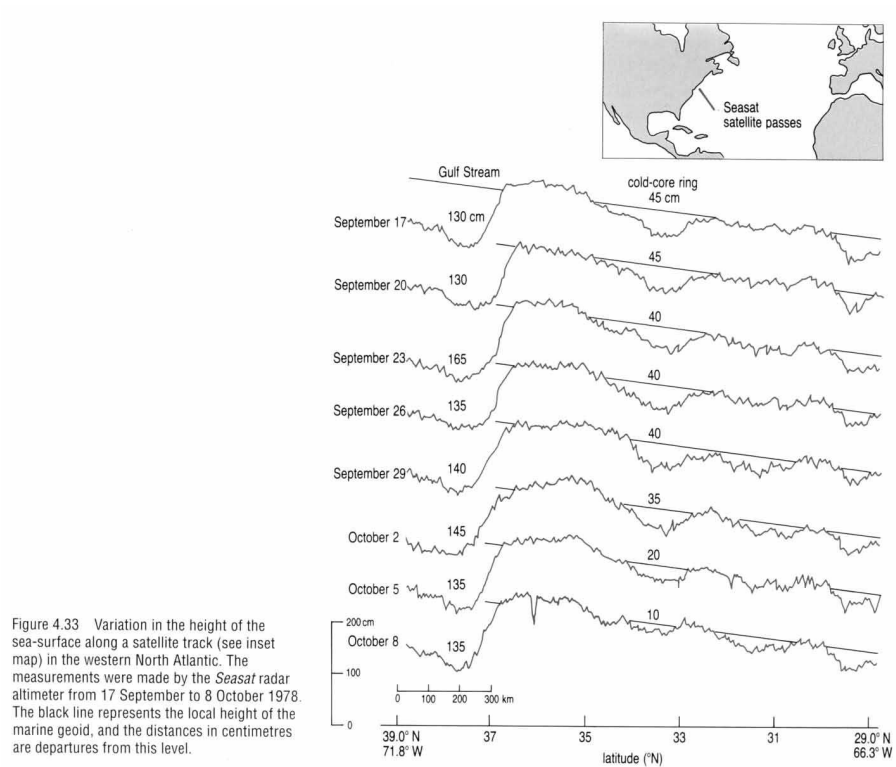 Seasat
satellite passes
Gulf Stream
cold-core ring
45 cm
September 17
130 cm
45
September 20
130
40
September 23
165
40
September 26
135
40
September 29
140
35
October 2
145
20
October 5
135
10
October 8
135
200 cm
100
0
0 100 200 300 km
39.0° N 37 35 33 31 29.0° N
71.8° W 66.3° W
latitude (°N)
Figure 4.33 Variation in the height of the
sea-surface along a satellite track (see inset
map) in the western North Atlantic. The
measurements were made by the Seasat radar
altimeter from 17 September to 8 October 1978.
The black line represents the local height of the
marine geoid, and the distances in centimetres
are departures from this level.